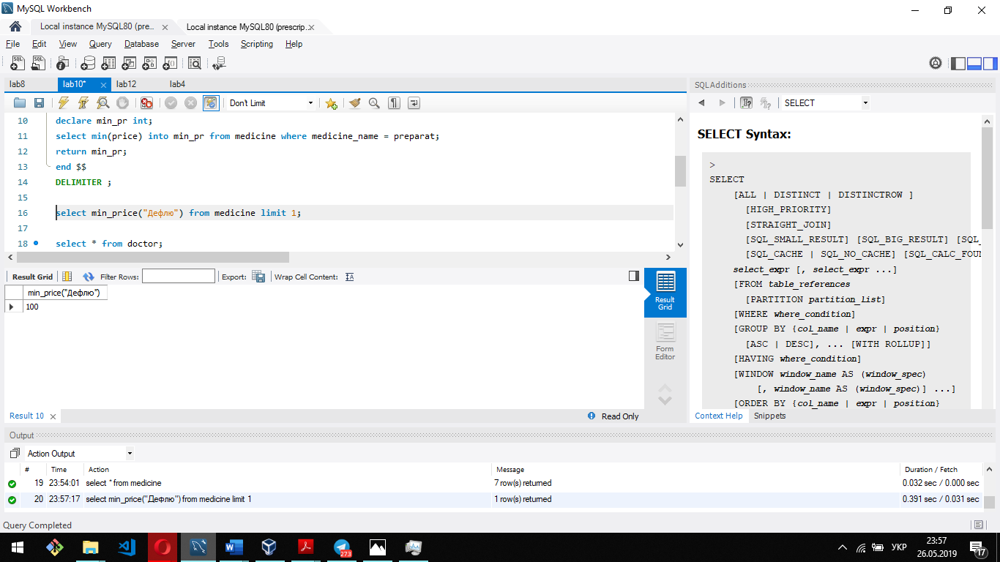 MySQL Workbench
Local instance MySQL80 (pre...
Local instance MySQL80 (prescrip.
File Edit View Query Database Server Tools Scripting Help
lab8 lab10* lab12 lab4
SQLAdditions
Don't Limit
SELECT
10 declare min_pr int;
11 select min(price) into min_pr from medicine where medicine_name = preparat;
12 return min_pr;
13 end $$
14 DELIMITER ;
15
16 select min_price("Дефлю") from medicine limit 1;
17
18 select * from doctor;
SELECT Syntax:
>
SELECT
[ALL | DISTINCT | DISTINCTROW ]
[HIGH_PRIORITY]
[STRAIGHT_JOIN]
[SQL_SMALL_RESULT] [SQL_BIG_RESULT] [SQL_
[SQL_CACHE | SQL_NO_CACHE] [SQL_CALC_FOU
select_expr [, select_expr ...]
[FROM table_references
[PARTITION partition_list]
[WHERE where_condition]
[GROUP BY {col_name | expr | position}
[ASC | DESC], ... [WITH ROLLUP]]
[HAVING where_condition]
[WINDOW window_name AS (window_spec)
[, window_name AS (window_spec)] ...]
[ORDER BY {col_name | expr | position}
Result Grid Filter Rows: Export: Wrap Cell Content:
min_price("Дефлю")
100
Result
Grid
Form
Editor
Result 10
Read Only
Context Help Snippets
Output
Action Output
# Time Action Message Duration / Fetch
19 23:54:01 select * from medicine 7 row(s) returned 0.032 sec / 0.000 sec
20 23:57:17 select min_price("Дефлю") from medicine limit 1 1 row(s) returned 0.391 sec / 0.031 sec
Query Completed
273
УКР
23:57
26.05.2019
17